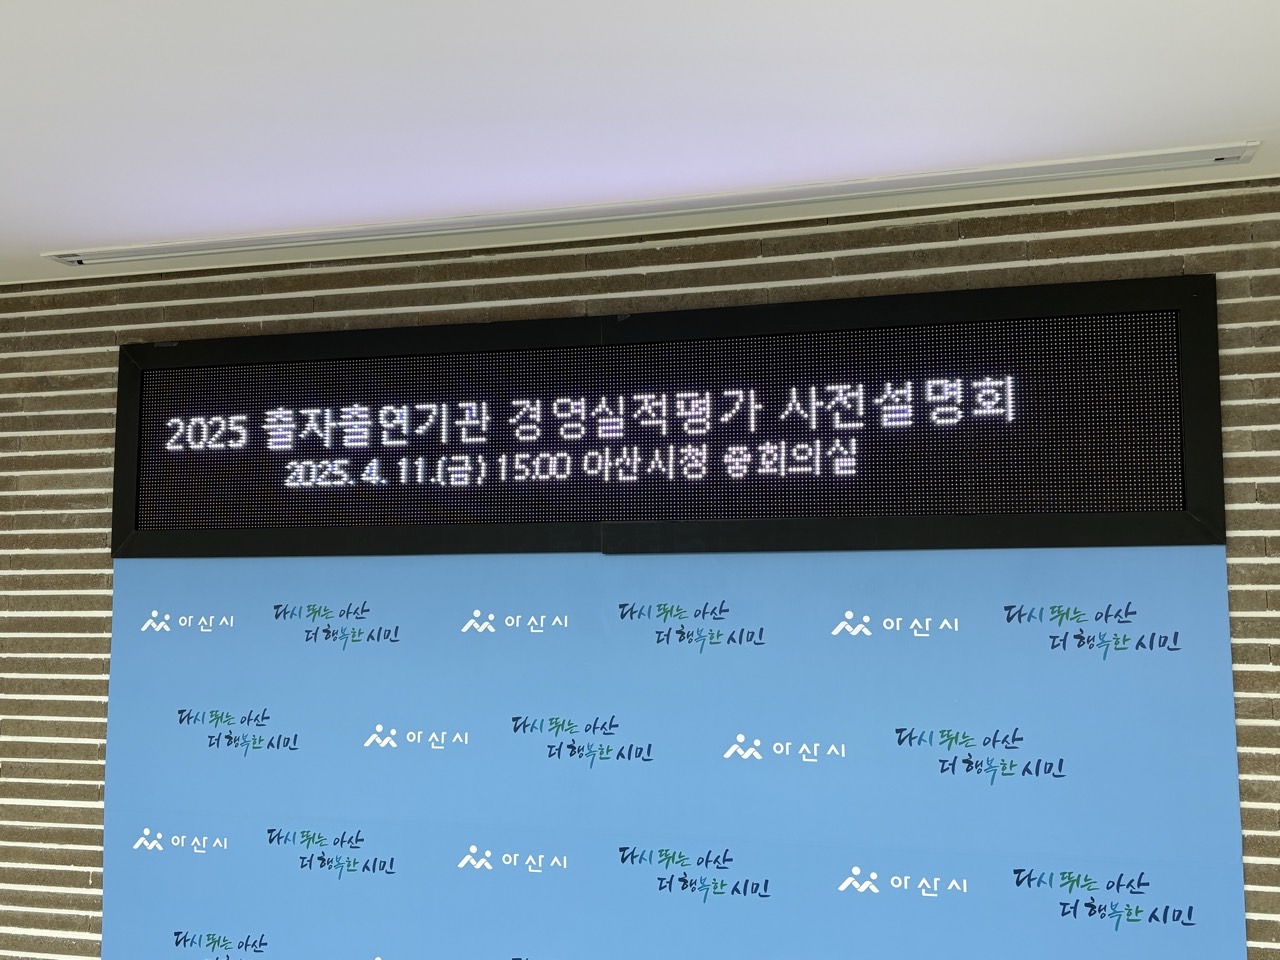 2025 출자출연기관 경영실적평가 사전설명회
2025. 4. 11.(금) 15:00 아산시청 중회의실
아산시 다시 뛰는 아산 아산시 다시 뛰는 아산 아산시 다시 뛰는 아산
더 행복한 시민 더 행복한 시민 더 행복한 시민
다시 뛰는 아산 아산시 다시 뛰는 아산 아산시 다시 뛰는 아산
더 행복한 시민 더 행복한 시민 더 행복한 시민
아산시 다시 뛰는 아산 아산시 다시 뛰는 아산 아산시 다시 뛰는 아산
더 행복한 시민 더 행복한 시민 더 행복한 시민
다시 뛰는 아산